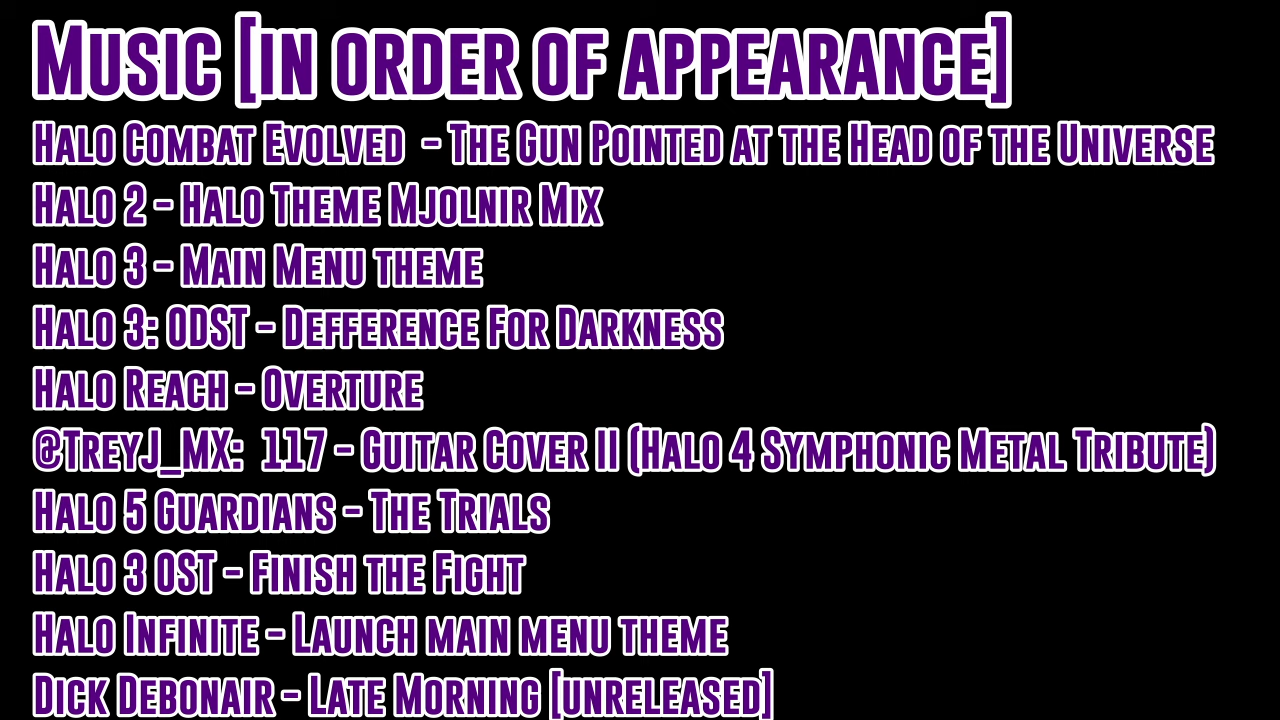 Music [in order of appearance]
Halo Combat Evolved - The Gun Pointed at the Head of the Universe
Halo 2 - Halo Theme Mjolnir Mix
Halo 3 - Main Menu theme
Halo 3: ODST - Defference For Darkness
Halo Reach - Overture
@TreyJ_MX: 117 - Guitar Cover II (Halo 4 Symphonic Metal Tribute)
Halo 5 Guardians - The Trials
Halo 3 OST - Finish the Fight
Halo Infinite - Launch main menu theme
Dick Debonair - Late Morning [unreleased]